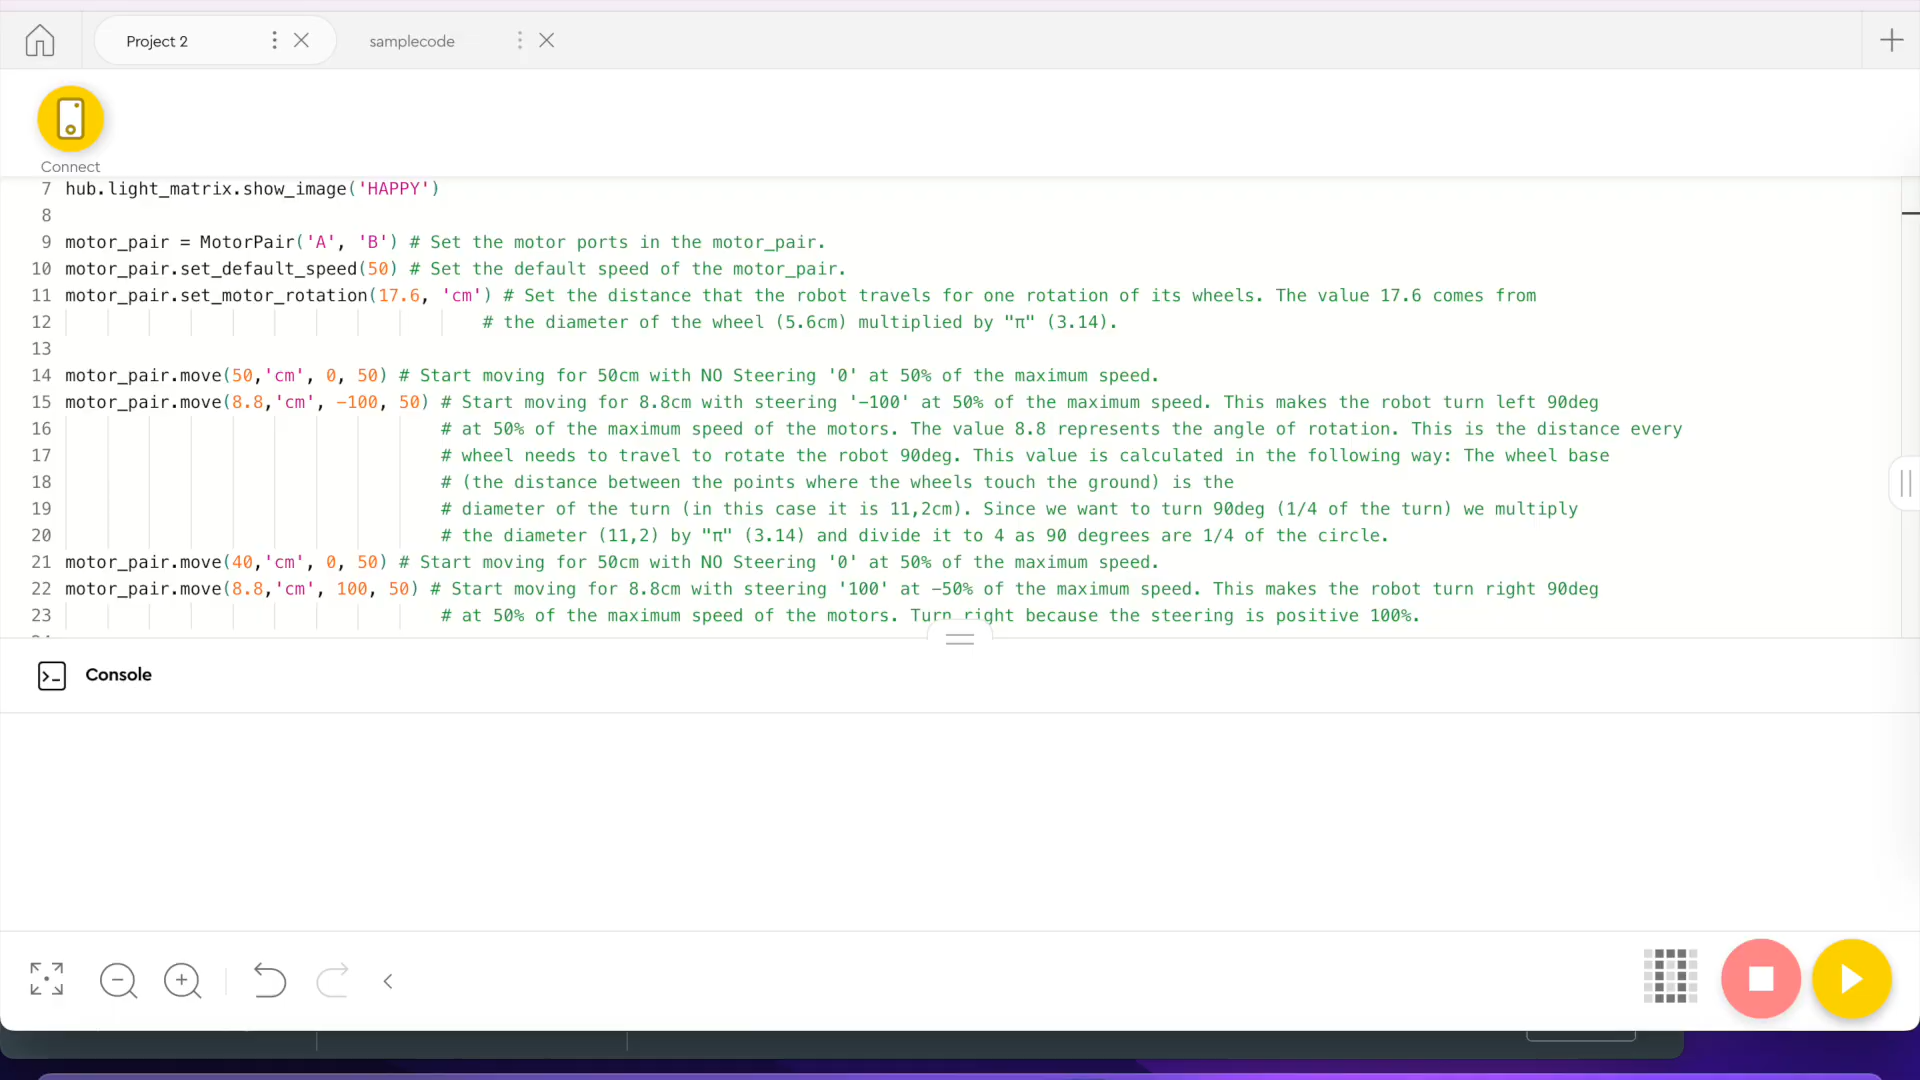 Project 2
samplecode
Connect
7 hub.light_matrix.show_image('HAPPY')
8
9 motor_pair = MotorPair('A', 'B') # Set the motor ports in the motor_pair.
10 motor_pair.set_default_speed(50) # Set the default speed of the motor_pair.
11 motor_pair.set_motor_rotation(17.6, 'cm') # Set the distance that the robot travels for one rotation of its wheels. The value 17.6 comes from
12 # the diameter of the wheel (5.6cm) multiplied by "π" (3.14).
13
14 motor_pair.move(50,'cm', 0, 50) # Start moving for 50cm with NO Steering '0' at 50% of the maximum speed.
15 motor_pair.move(8.8,'cm', -100, 50) # Start moving for 8.8cm with steering '-100' at 50% of the maximum speed. This makes the robot turn left 90deg
16 # at 50% of the maximum speed of the motors. The value 8.8 represents the angle of rotation. This is the distance every
17 # wheel needs to travel to rotate the robot 90deg. This value is calculated in the following way: The wheel base
18 # (the distance between the points where the wheels touch the ground) is the
19 # diameter of the turn (in this case it is 11,2cm). Since we want to turn 90deg (1/4 of the turn) we multiply
20 # the diameter (11,2) by "π" (3.14) and divide it to 4 as 90 degrees are 1/4 of the circle.
21 motor_pair.move(40,'cm', 0, 50) # Start moving for 50cm with NO Steering '0' at 50% of the maximum speed.
22 motor_pair.move(8.8,'cm', 100, 50) # Start moving for 8.8cm with steering '100' at -50% of the maximum speed. This makes the robot turn right 90deg
23 # at 50% of the maximum speed of the motors. Turn right because the steering is positive 100%.
Console